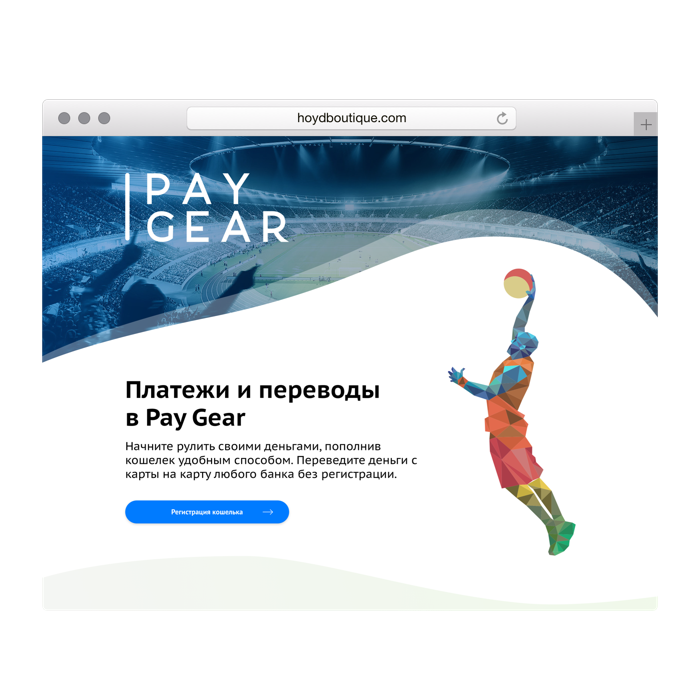 hoydboutique.com
PAY
GEAR
Платежи и переводы
в Pay Gear
Начните рулить своими деньгами, пополнив
кошелек удобным способом. Переведите деньги с
карты на карту любого банка без регистрации.
Регистрация кошелька